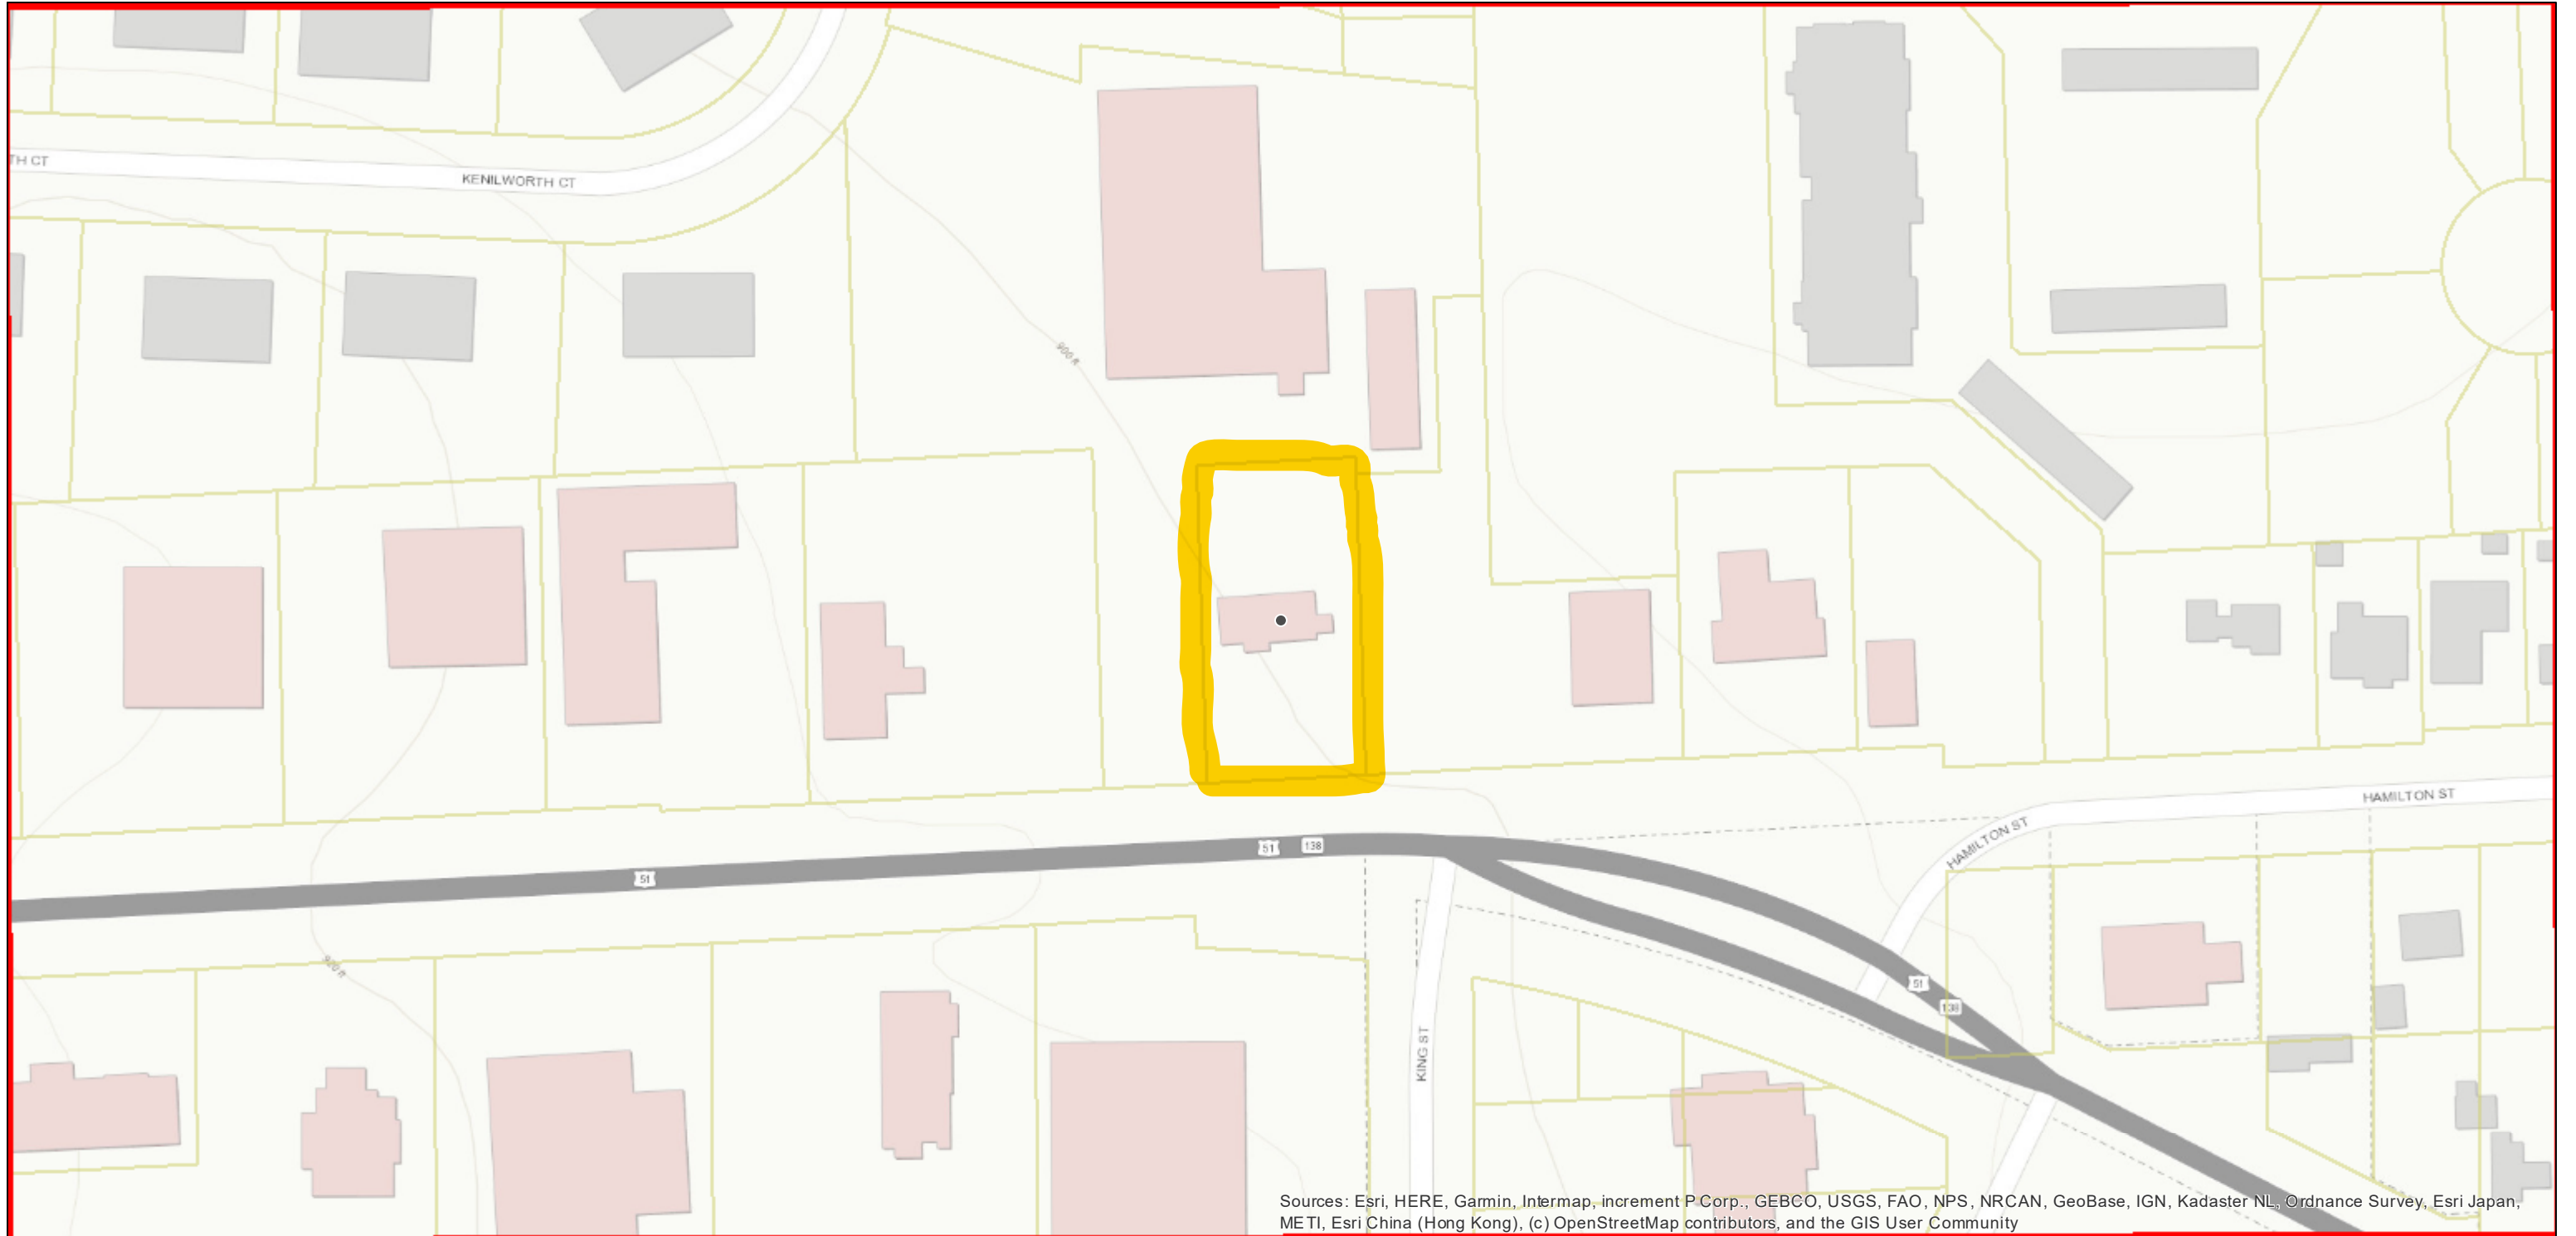 TH CT
KENILWORTH CT
900 ft
HAMILTON ST
HAMILTON ST
51
138
51
920 ft
51
138
KING ST
Sources: Esri, HERE, Garmin, Intermap, increment P Corp., GEBCO, USGS, FAO, NPS, NRCAN, GeoBase, IGN, Kadaster NL, Ordnance Survey, Esri Japan,
METI, Esri China (Hong Kong), (c) OpenStreetMap contributors, and the GIS User Community